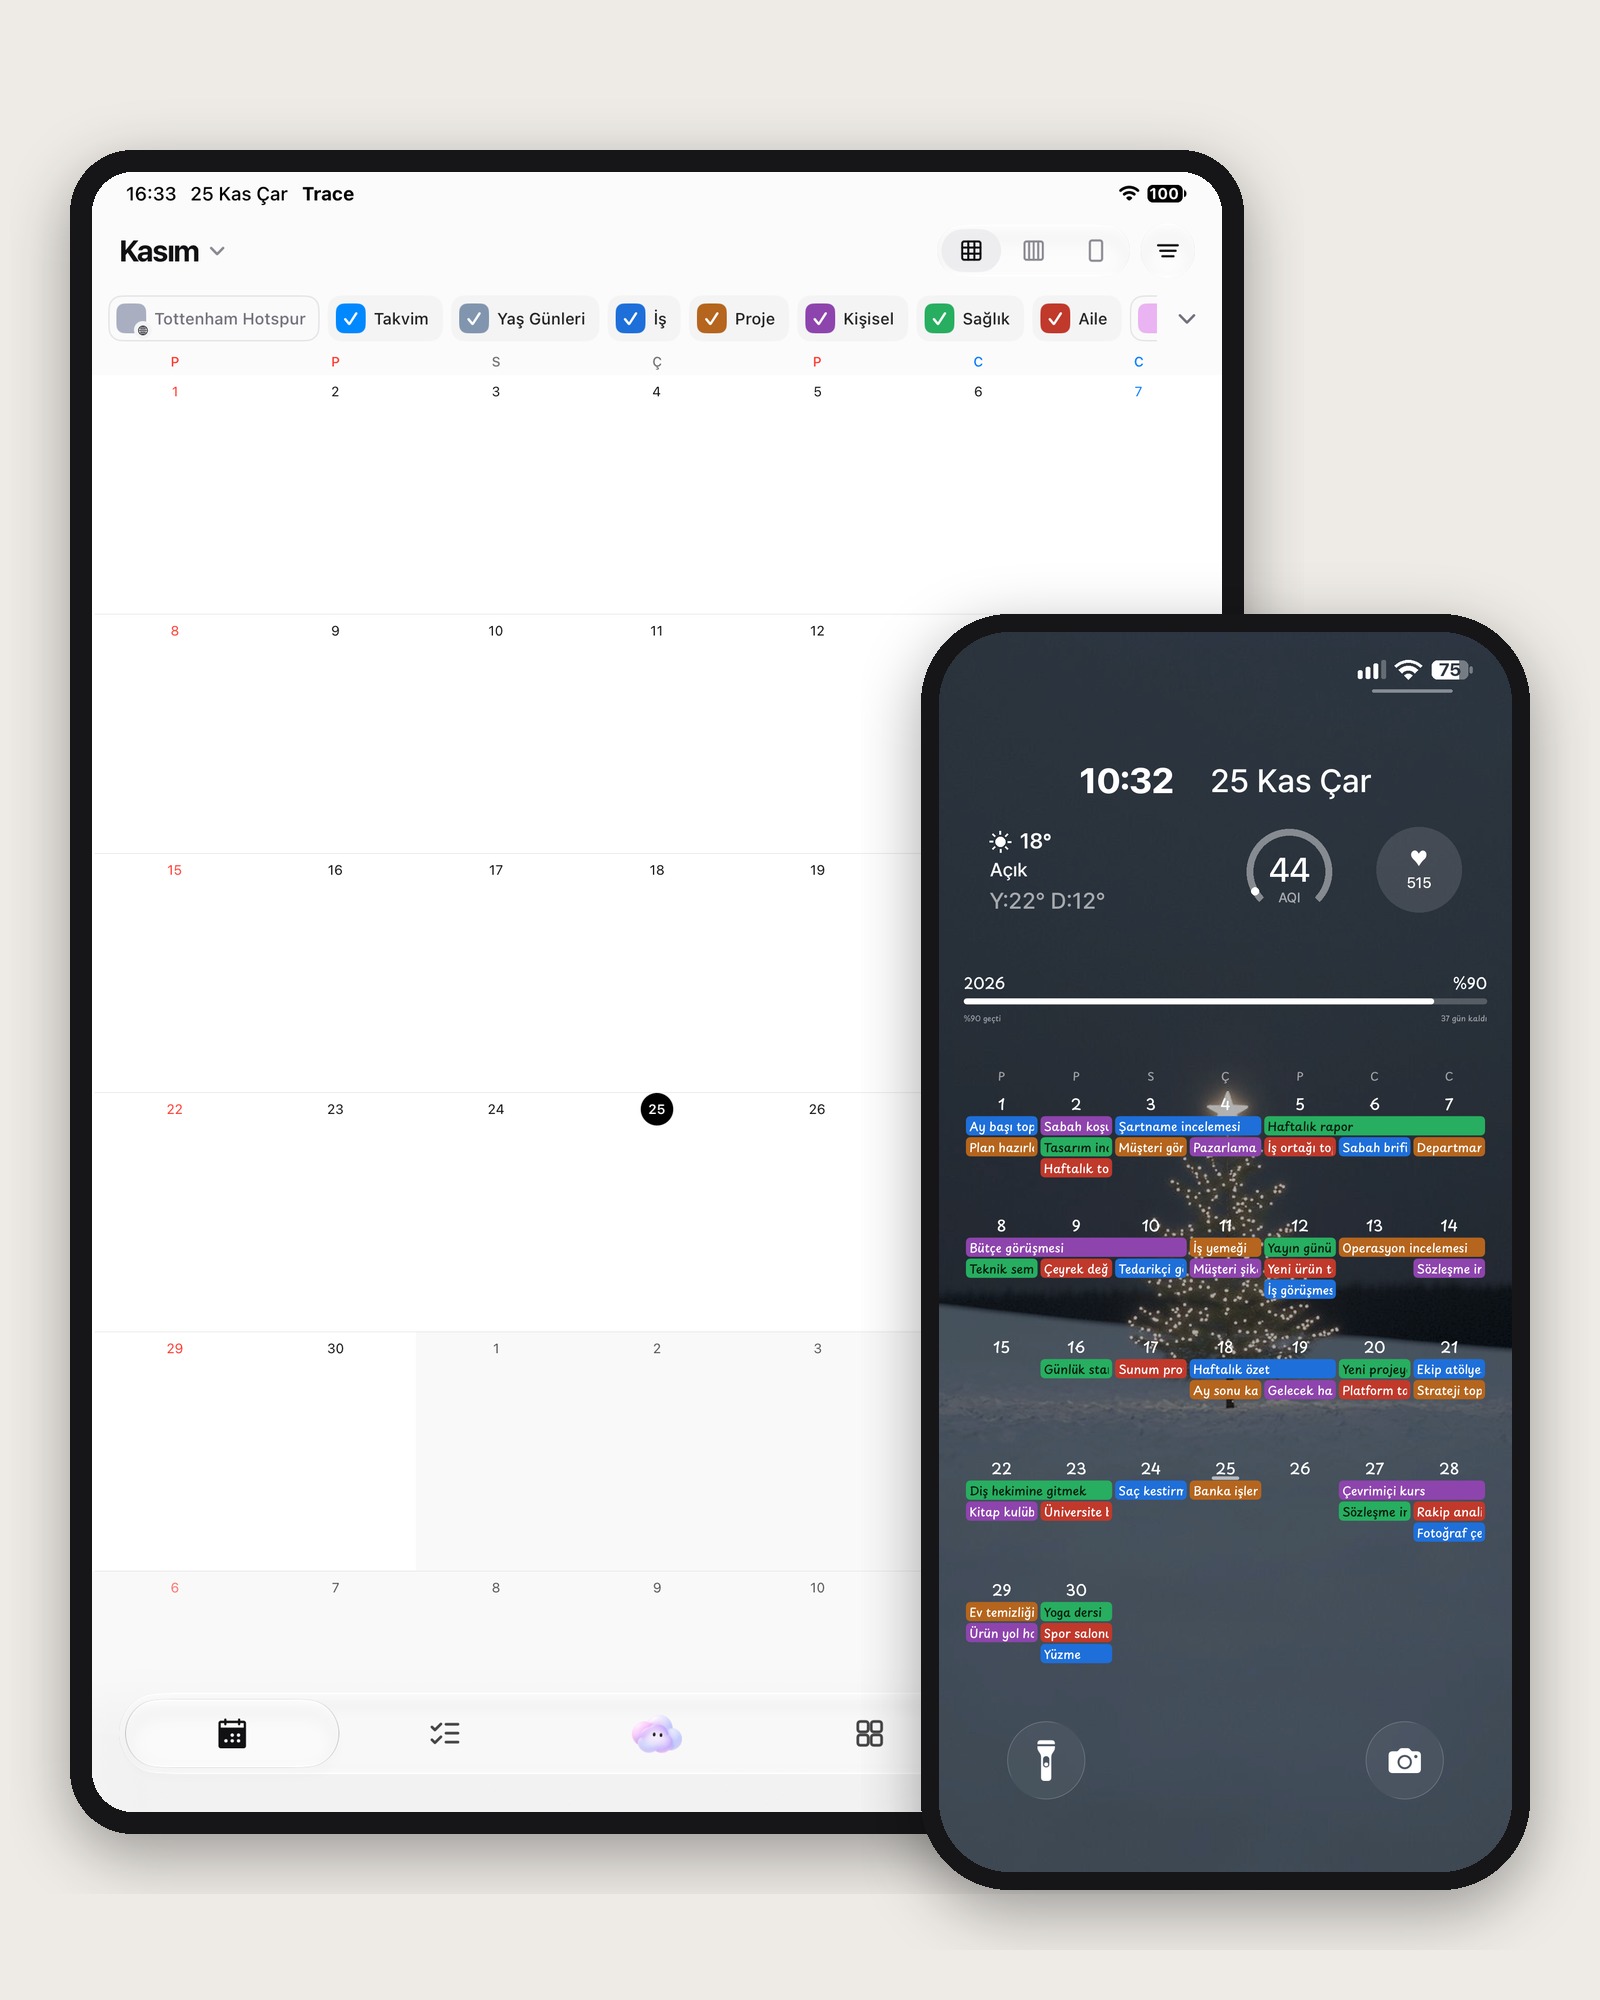 16:33 25 Kas Çar Trace
100
Kasım
Tottenham Hotspur Takvim Yaş Günleri İş Proje Kişisel Sağlık Aile
P P S Ç P C C
1 2 3 4 5 6 7
8 9 10 11 12
15 16 17 18 19
22 23 24 25 26
29 30 1 2 3
6 7 8 9 10
75
10:32 25 Kas Çar
18°
Açık
Y:22° D:12°
44
AQI
515
2026 %90
%90 geçti 37 gün kaldı
P P S Ç P C C
1 2 3 4 5 6 7
Ay başı top Sabah koşu Şartname incelemesi Haftalık rapor
Plan hazırl Tasarım inc Müşteri gör Pazarlama İş ortağı to Sabah brifi Departmar
Haftalık to
8 9 10 11 12 13 14
Bütçe görüşmesi İş yemeği Yayın günü Operasyon incelemesi
Teknik sem Çeyrek değ Tedarikçi g Müşteri şik Yeni ürün t Sözleşme ir
İş görüşmes
15 16 17 18 19 20 21
Günlük sta Sunum pro Haftalık özet Yeni projey Ekip atölye
Ay sonu ka Gelecek ha Platform to Strateji top
22 23 24 25 26 27 28
Diş hekimine gitmek Saç kestirm Banka işler Çevrimiçi kurs
Kitap kulüb Üniversite Sözleşme ir Rakip anali
Fotoğraf çe
29 30
Ev temizliği Yoga dersi
Ürün yol ha Spor salonu
Yüzme